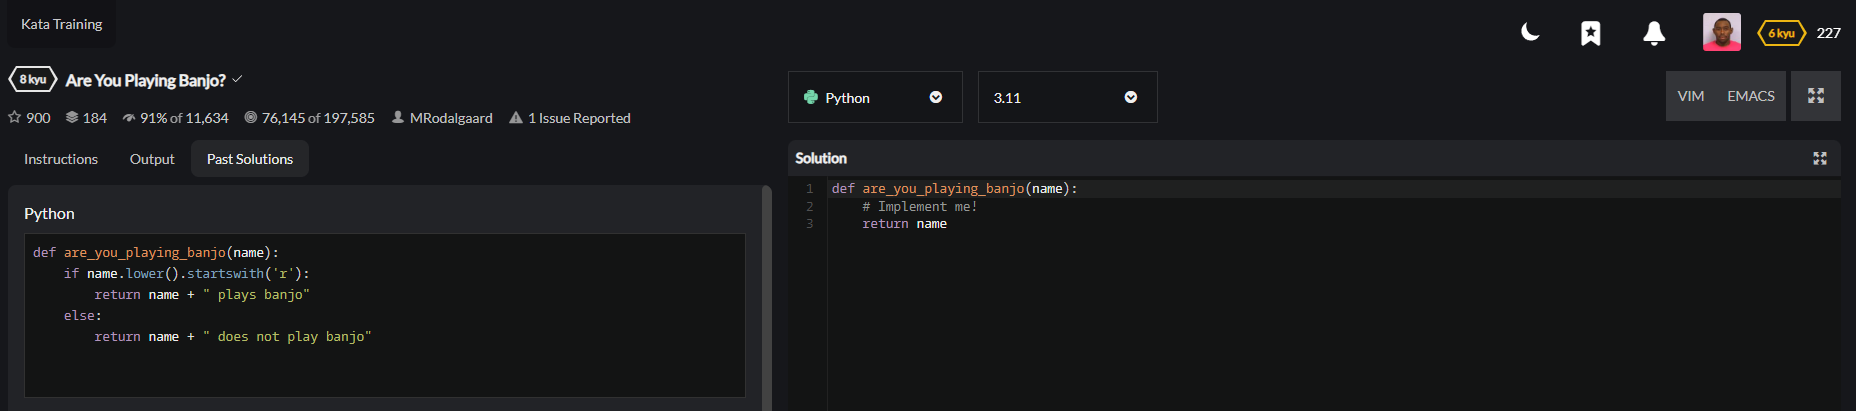 Kata Training
6 kyu 227
8 kyu Are You Playing Banjo?
900 184 91% of 11,634 76,145 of 197,585 MRodalgaard 1 Issue Reported
Python 3.11 VIM EMACS
Instructions Output Past Solutions
Python
def are_you_playing_banjo(name):
    if name.lower().startswith('r'):
        return name + " plays banjo"
    else:
        return name + " does not play banjo"
Solution
1 def are_you_playing_banjo(name):
2     # Implement me!
3     return name